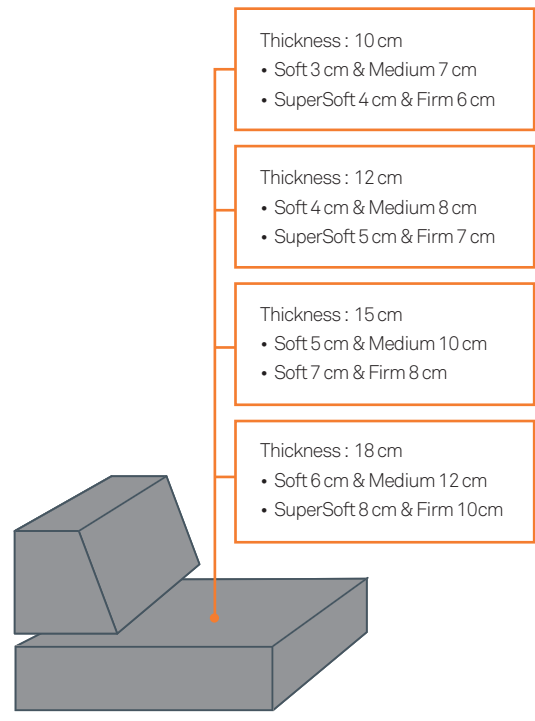 Thickness : 10 cm
• Soft 3 cm & Medium 7 cm
• SuperSoft 4 cm & Firm 6 cm
Thickness : 12 cm
• Soft 4 cm & Medium 8 cm
• SuperSoft 5 cm & Firm 7 cm
Thickness : 15 cm
• Soft 5 cm & Medium 10 cm
• Soft 7 cm & Firm 8 cm
Thickness : 18 cm
• Soft 6 cm & Medium 12 cm
• SuperSoft 8 cm & Firm 10cm